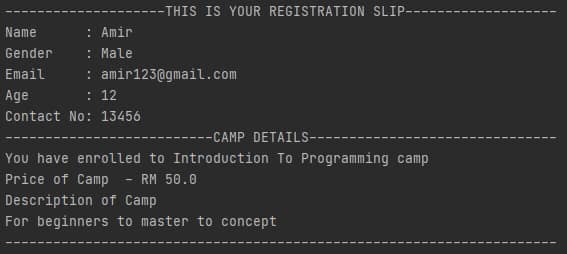 --------------------THIS IS YOUR REGISTRATION SLIP-------------------
Name      : Amir
Gender    : Male
Email     : amir123@gmail.com
Age       : 12
Contact No: 13456
--------------------------CAMP DETAILS-------------------------------
You have enrolled to Introduction To Programming camp
Price of Camp  - RM 50.0
Description of Camp
For beginners to master to concept
---------------------------------------------------------------------